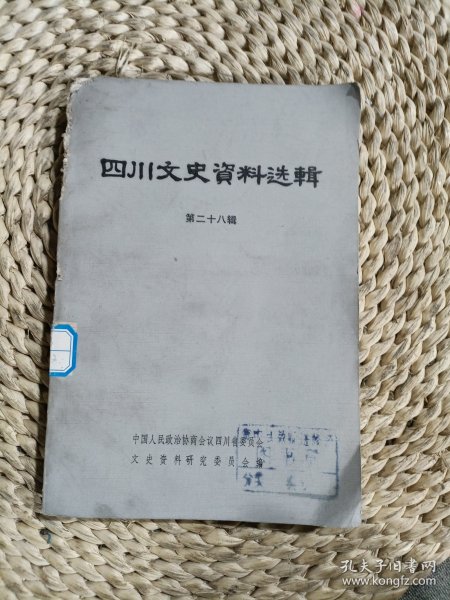 四川文史資料选輯
第二十八辑
中国人民政治协商会议四川省委员会
文史资料研究委员会编
分类
孔夫子旧书网
www.kongfz.com